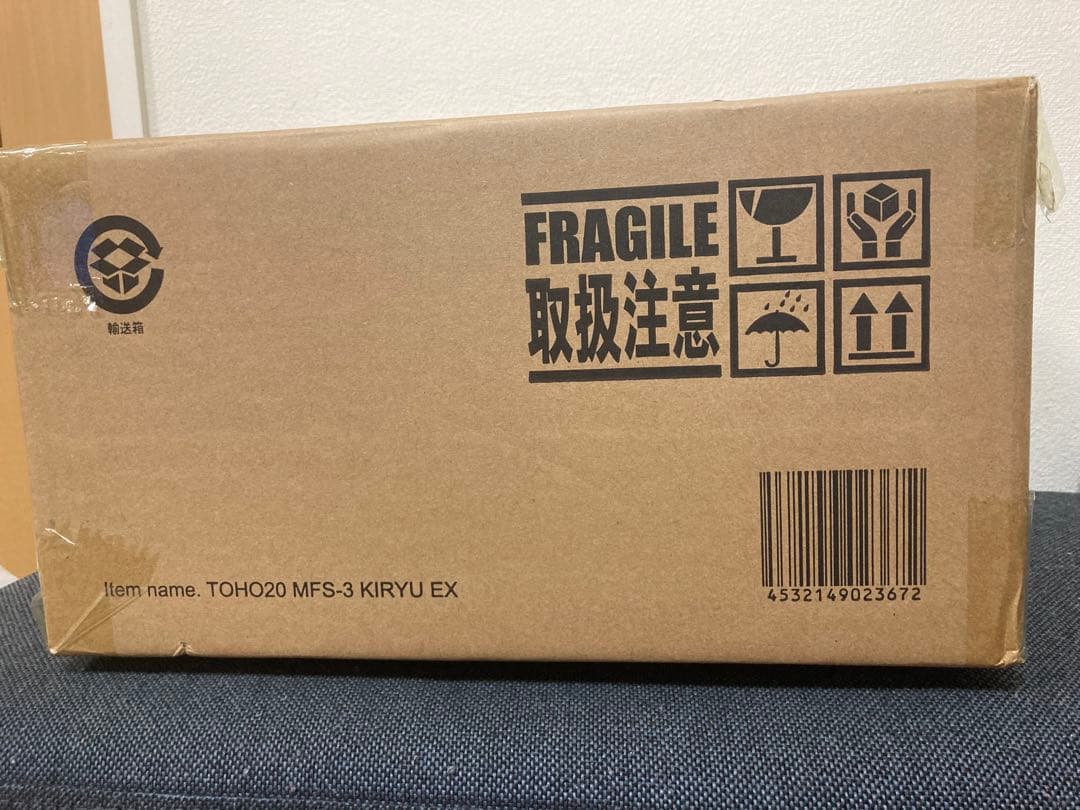 FRAGILE
取扱注意
輸送箱
Item name. TOHO20 MFS-3 KIRYU EX
4532149023672